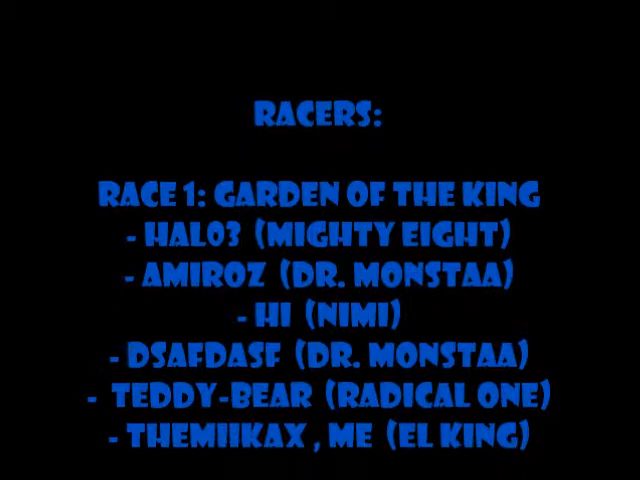 RACERS:
RACE 1: GARDEN OF THE KING
- HALO3 (MIGHTY EIGHT)
- AMIROZ (DR. MONSTAA)
- HI (NIMI)
- DSAFDASF (DR. MONSTAA)
- TEDDY-BEAR (RADICAL ONE)
- THEMIIKAX , ME (EL KING)